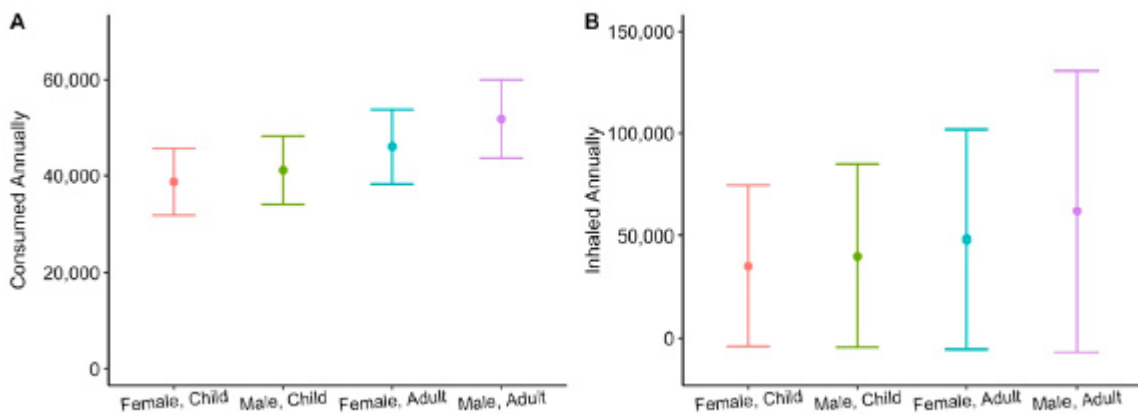 A
Consumed Annually
60,000
40,000
20,000
0
Female, Child
Male, Child
Female, Adult
Male, Adult
B
Inhaled Annually
150,000
100,000
50,000
0
Female, Child
Male, Child
Female, Adult
Male, Adult